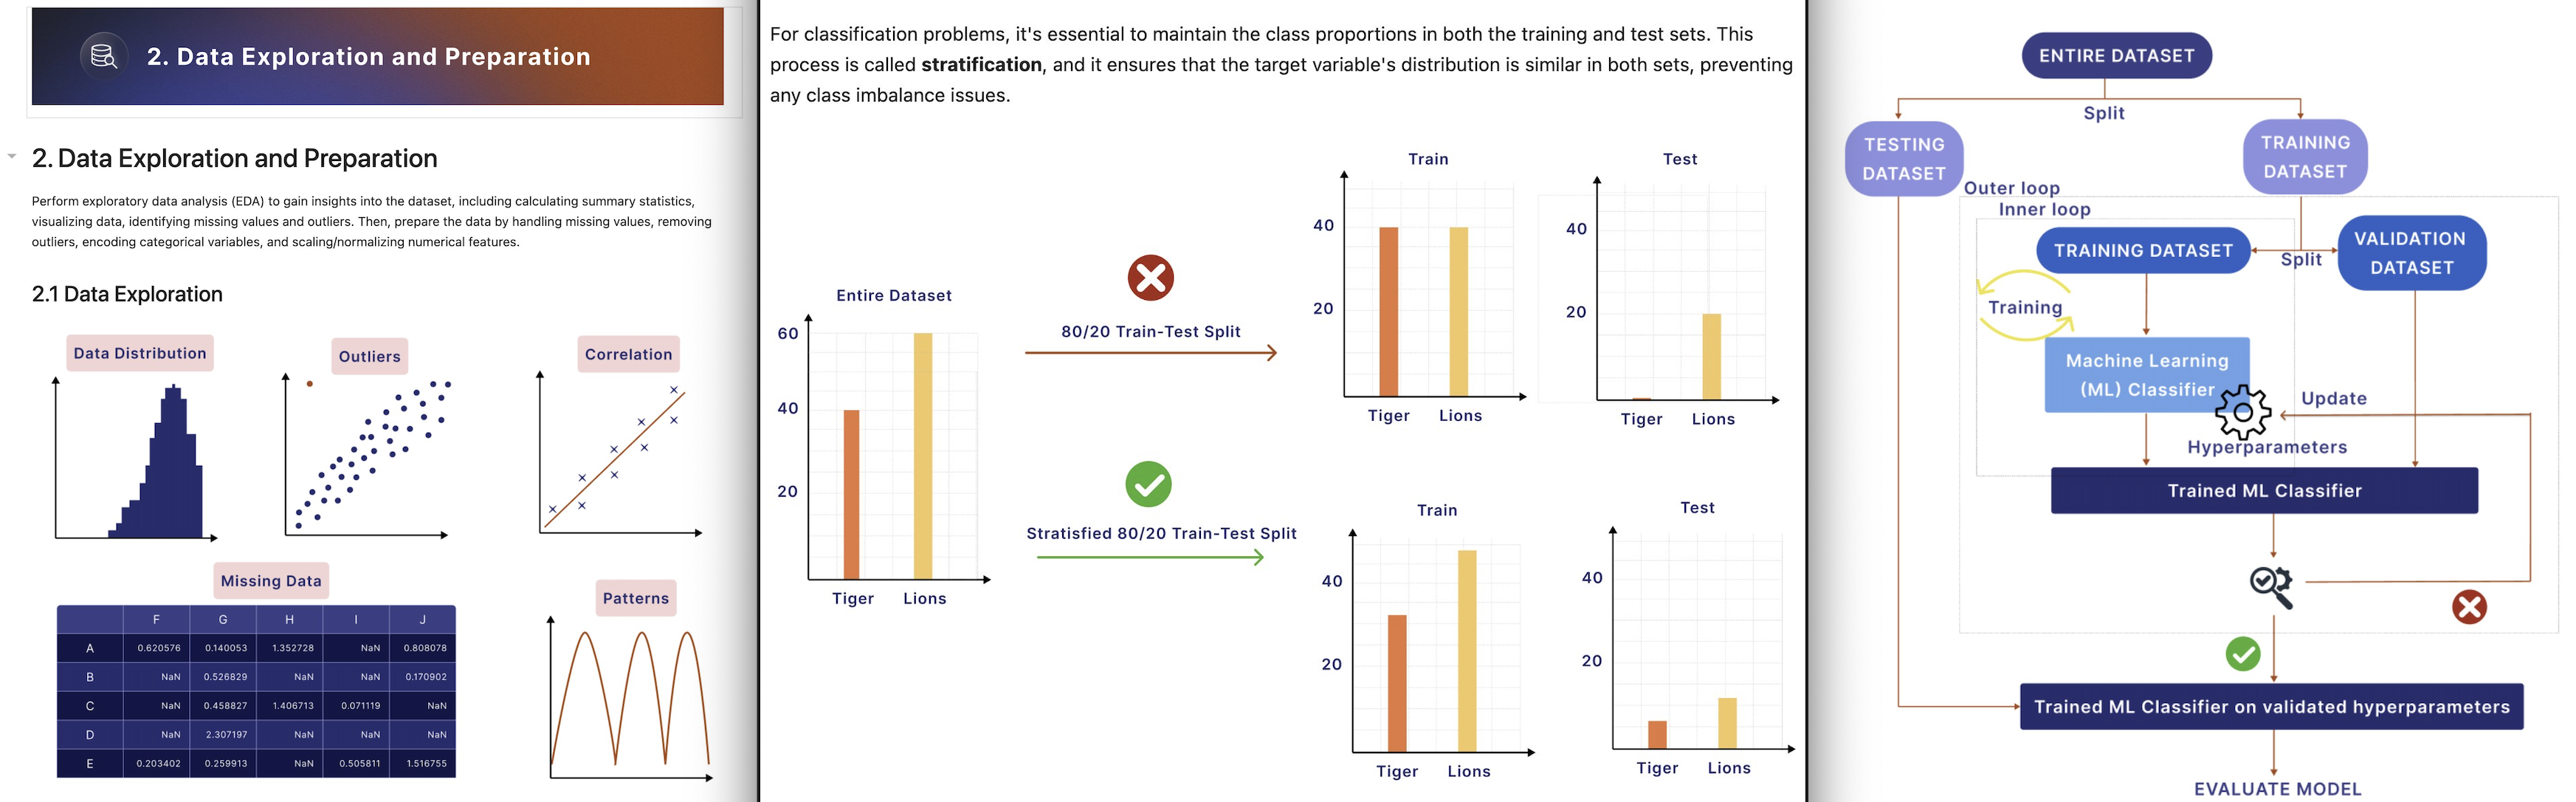 2. Data Exploration and Preparation
2. Data Exploration and Preparation
Perform exploratory data analysis (EDA) to gain insights into the dataset, including calculating summary statistics,
visualizing data, identifying missing values and outliers. Then, prepare the data by handling missing values, removing
outliers, encoding categorical variables, and scaling/normalizing numerical features.
2.1 Data Exploration
Data Distribution
Outliers
Correlation
Missing Data
F G H I J
A 0.620576 0.140053 1.352728 NaN 0.808078
B NaN 0.526829 NaN NaN 0.170902
C NaN 0.458827 1.406713 0.071119 NaN
D NaN 2.307197 NaN NaN NaN
E 0.203402 0.259913 NaN 0.505811 1.516755
Patterns
For classification problems, it's essential to maintain the class proportions in both the training and test sets. This
process is called stratification, and it ensures that the target variable's distribution is similar in both sets, preventing
any class imbalance issues.
Entire Dataset
60
40
20
Tiger Lions
80/20 Train-Test Split
Train
40
20
Tiger Lions
Test
40
20
Tiger Lions
Stratisfied 80/20 Train-Test Split
Train
40
20
Tiger Lions
Test
40
20
Tiger Lions
ENTIRE DATASET
Split
TESTING
DATASET
TRAINING
DATASET
Outer loop
Inner loop
TRAINING DATASET
Split
VALIDATION
DATASET
Training
Machine Learning
(ML) Classifier
Update
Hyperparameters
Trained ML Classifier
Trained ML Classifier on validated hyperparameters
EVALUATE MODEL